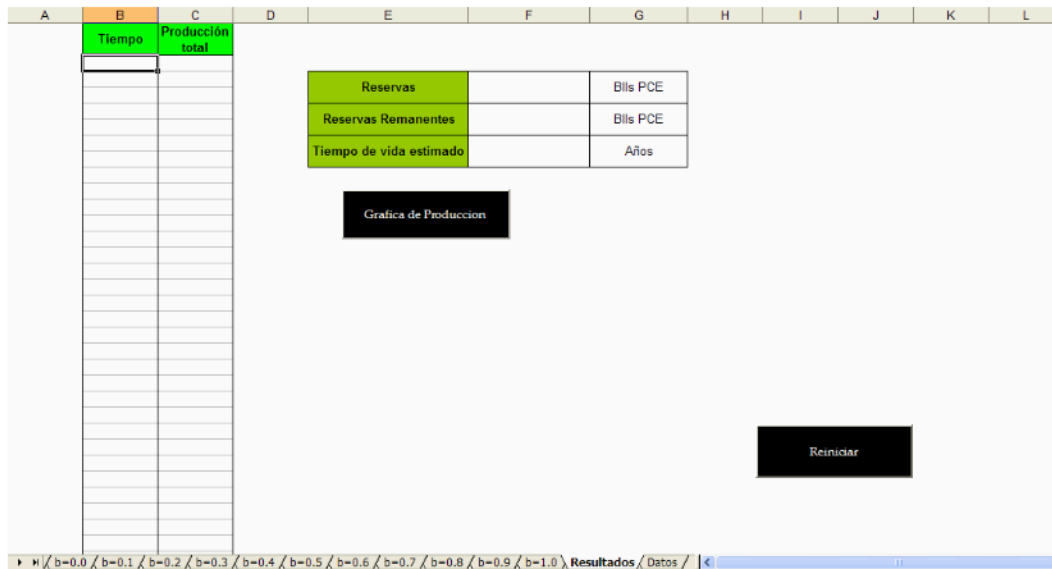 A B C D E F G H I J K L
Tiempo
Producción
total
Reservas Blls PCE
Reservas Remanentes Blls PCE
Tiempo de vida estimado Años
Grafica de Produccion
Reiniciar
b=0.0 / b=0.1 / b=0.2 / b=0.3 / b=0.4 / b=0.5 / b=0.6 / b=0.7 / b=0.8 / b=0.9 / b=1.0 \ Resultados / Datos /